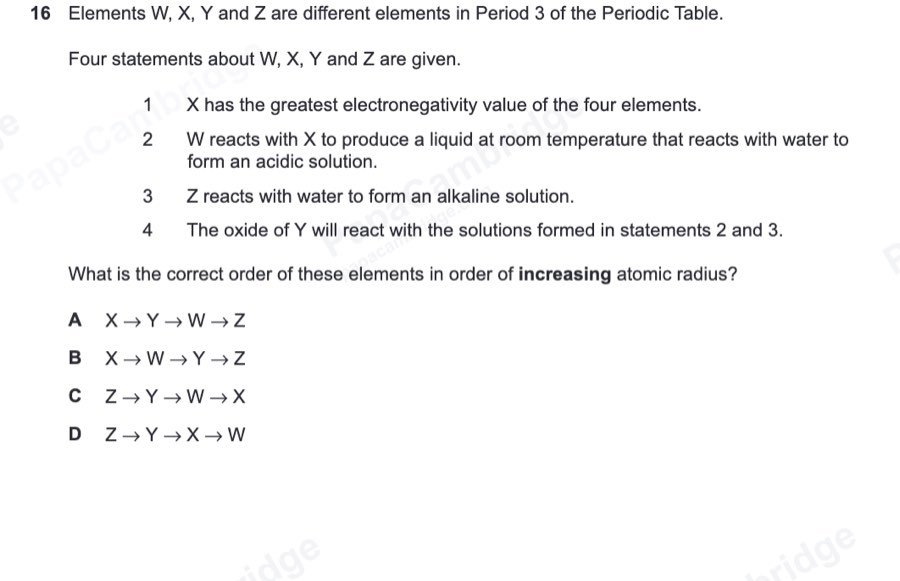 16 Elements W, X, Y and Z are different elements in Period 3 of the Periodic Table.
Four statements about W, X, Y and Z are given.
1 X has the greatest electronegativity value of the four elements.
2 W reacts with X to produce a liquid at room temperature that reacts with water to
form an acidic solution.
3 Z reacts with water to form an alkaline solution.
4 The oxide of Y will react with the solutions formed in statements 2 and 3.
What is the correct order of these elements in order of increasing atomic radius?
A X → Y → W → Z
B X → W → Y → Z
C Z → Y → W → X
D Z → Y → X → W